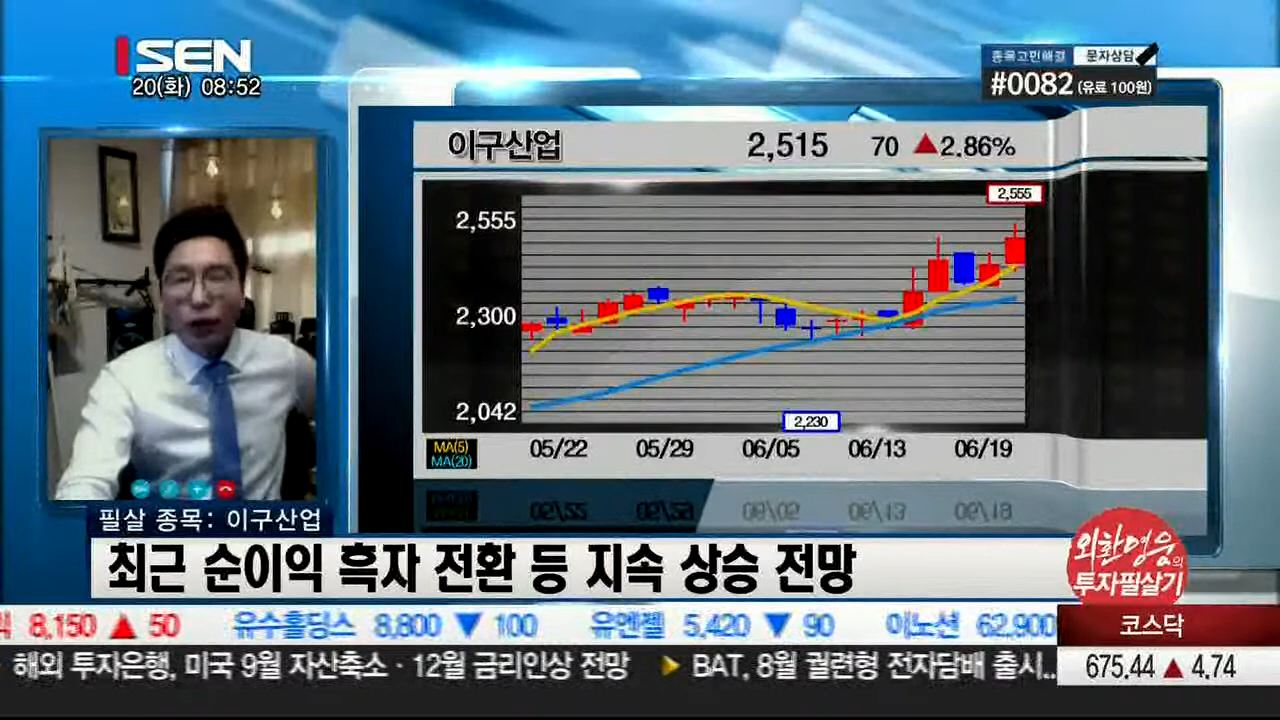 SEN
20(화) 08:52
종목고민해결 문자상담
#0082 (유료 100원)
이구산업 2,515 70 ▲2.86%
2,555
2,555
2,300
2,042
2,230
MA(5)
MA(20)
05/22 05/29 06/05 06/13 06/19
필살 종목: 이구산업
최근 순이익 흑자 전환 등 지속 상승 전망
외환영웅의
투자필살기
8,150 ▲ 50 유수홀딩스 8,800 ▼ 100 유엔젤 5,420 ▼ 90 이노션 62,900
코스닥
해외 투자은행, 미국 9월 자산축소·12월 금리인상 전망 ▶ BAT, 8월 궐련형 전자담배 출시..
675.44 ▲ 4.74